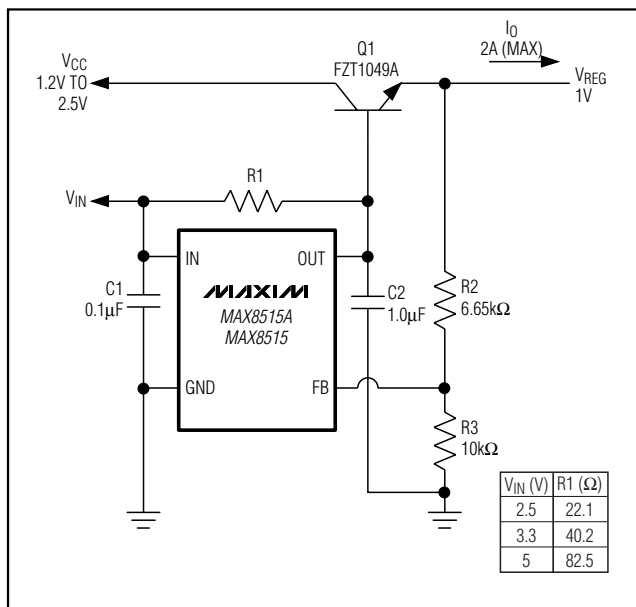 Q1
FZT1049A
IO
2A (MAX)
VCC
1.2V TO
2.5V
VREG
1V
R1
VIN
IN
OUT
C1
0.1µF
MAXIM
MAX8515A
MAX8515
C2
1.0µF
R2
6.65kΩ
GND
FB
R3
10kΩ
VIN (V) R1 (Ω)
2.5 22.1
3.3 40.2
5 82.5